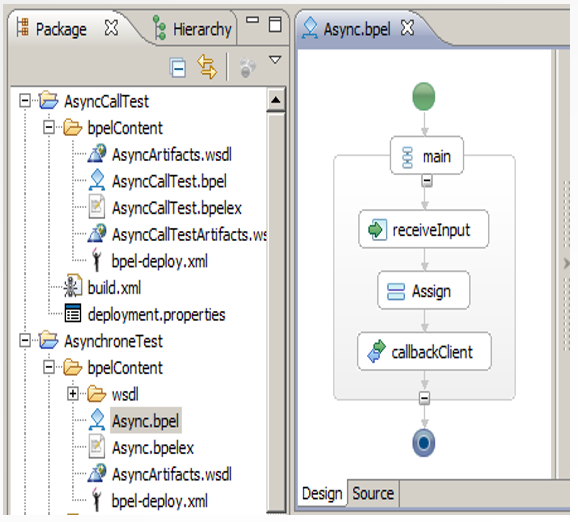 Package
Hierarchy
AsyncCallTest
bpelContent
AsyncArtifacts.wsdl
AsyncCallTest.bpel
AsyncCallTest.bpelex
AsyncCallTestArtifacts.ws
bpel-deploy.xml
build.xml
deployment.properties
AsynchroneTest
bpelContent
wsdl
Async.bpel
Async.bpelex
AsyncArtifacts.wsdl
bpel-deploy.xml
Async.bpel
main
receiveInput
Assign
callbackClient
Design
Source